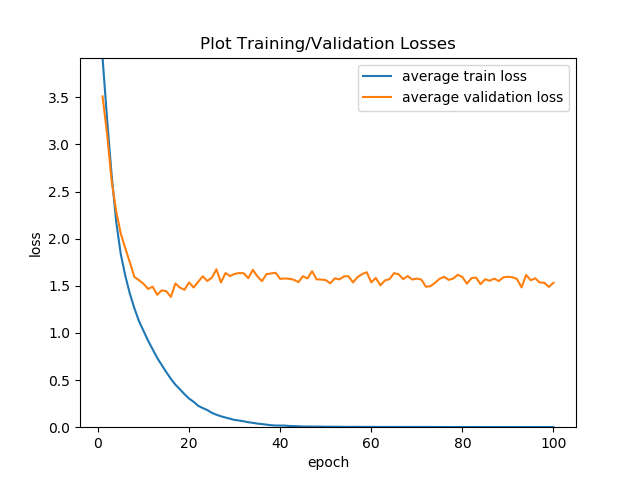 Plot Training/Validation Losses
average train loss
average validation loss
3.5
3.0
2.5
2.0
1.5
1.0
0.5
0.0
loss
0 20 40 60 80 100
epoch